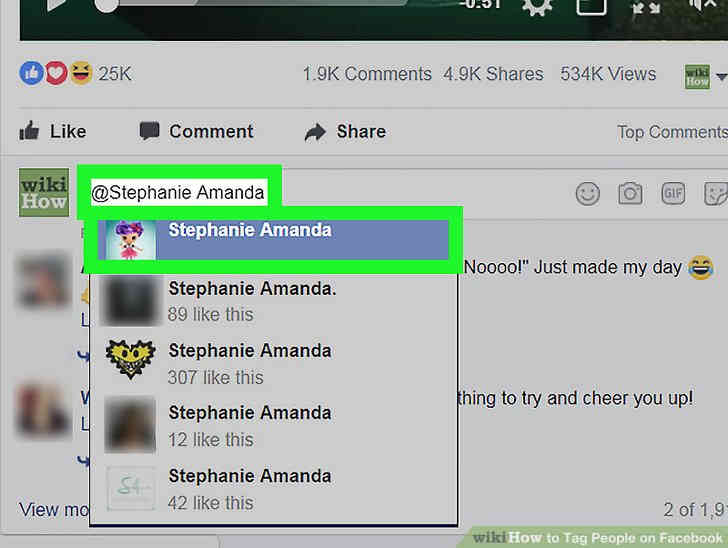 -0:51
25K 1.9K Comments 4.9K Shares 534K Views wiki How
Like Comment Share Top Comments
wiki
How
@Stephanie Amanda
Stephanie Amanda
Noooo!" Just made my day
Stephanie Amanda.
89 like this
Stephanie Amanda
307 like this
thing to try and cheer you up!
Stephanie Amanda
12 like this
Stephanie Amanda
42 like this
View mo 2 of 1,9
wikiHow to Tag People on Facebook
GIF